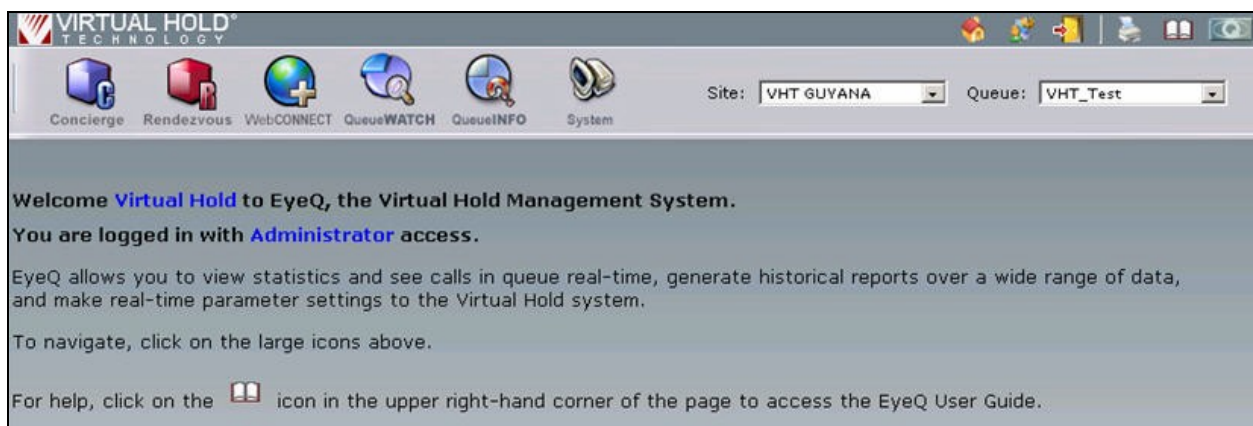 VIRTUAL HOLD®
TECHNOLOGY
Concierge Rendezvous WebCONNECT QueueWATCH QueueINFO System
Site: VHT GUYANA Queue: VHT_Test
Welcome Virtual Hold to EyeQ, the Virtual Hold Management System.
You are logged in with Administrator access.
EyeQ allows you to view statistics and see calls in queue real-time, generate historical reports over a wide range of data,
and make real-time parameter settings to the Virtual Hold system.
To navigate, click on the large icons above.
For help, click on the icon in the upper right-hand corner of the page to access the EyeQ User Guide.